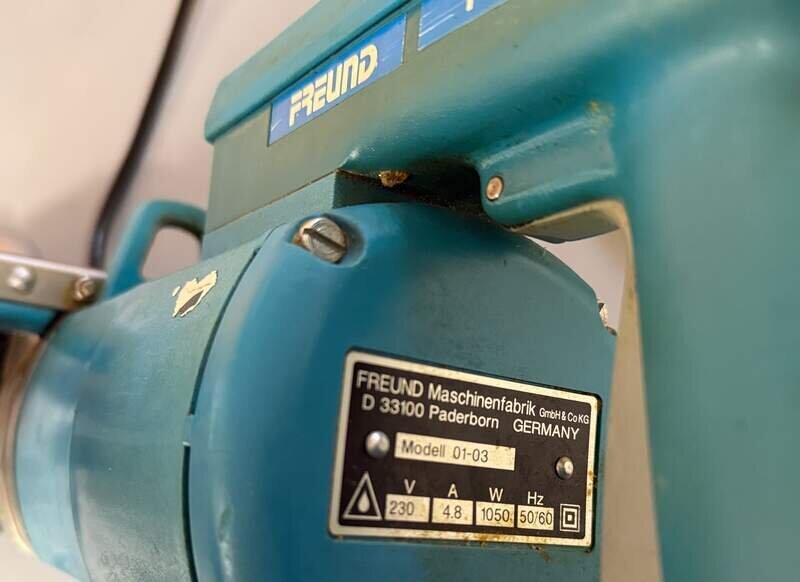 FREUND
FREUND Maschinenfabrik GmbH & Co KG
D 33100 Paderborn GERMANY
Modell 01-03
V A W Hz
230 4.8 1050 50/60